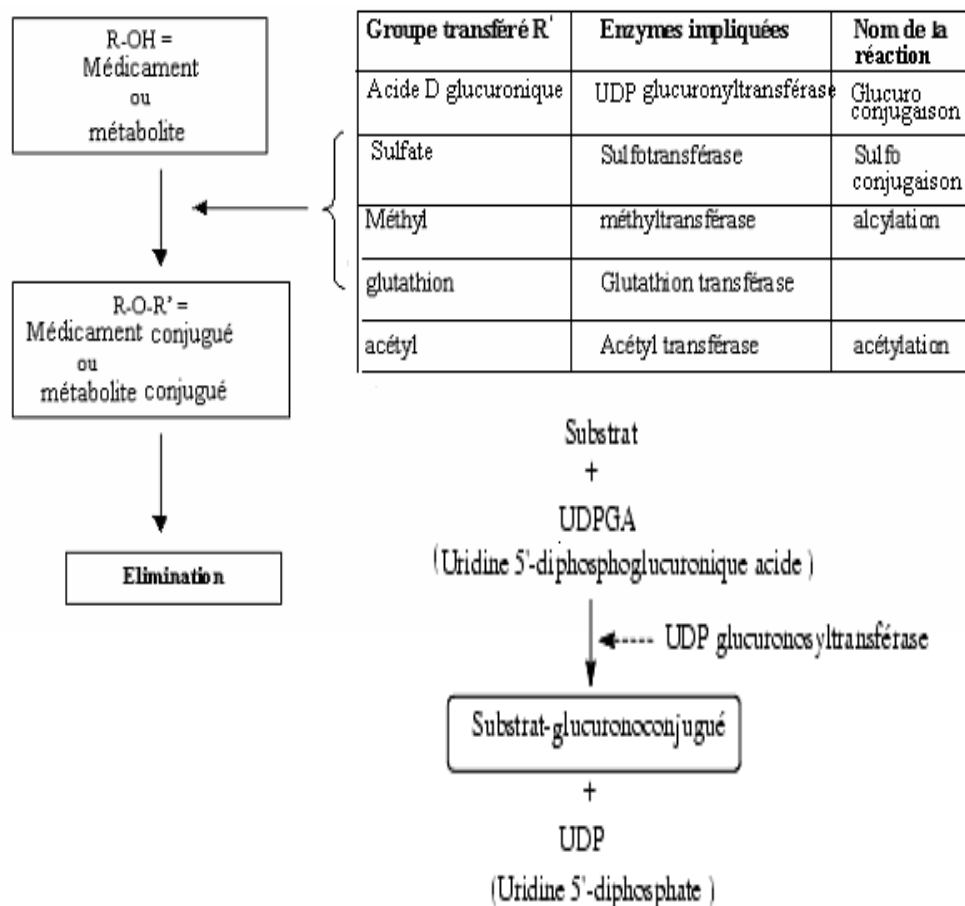 R-OH =
Médicament
ou
métabolite
R-O-R' =
Médicament conjugué
ou
métabolite conjugué
Elimination
Groupe transféré R' Enzymes impliquées Nom de la
réaction
Acide D glucuronique UDP glucuronyltransférase Glucuro
conjugaison
Sulfate Sulfotransférase Sulfo
conjugaison
Méthyl méthyltransférase alcylation
glutathion Glutathion transférase
acétyl Acétyl transférase acétylation
Substrat
+
UDPGA
(Uridine 5'-diphosphoglucuronique acide )
UDP glucuronosyltransférase
Substrat-glucuronoconjugué
+
UDP
(Uridine 5'-diphosphate )